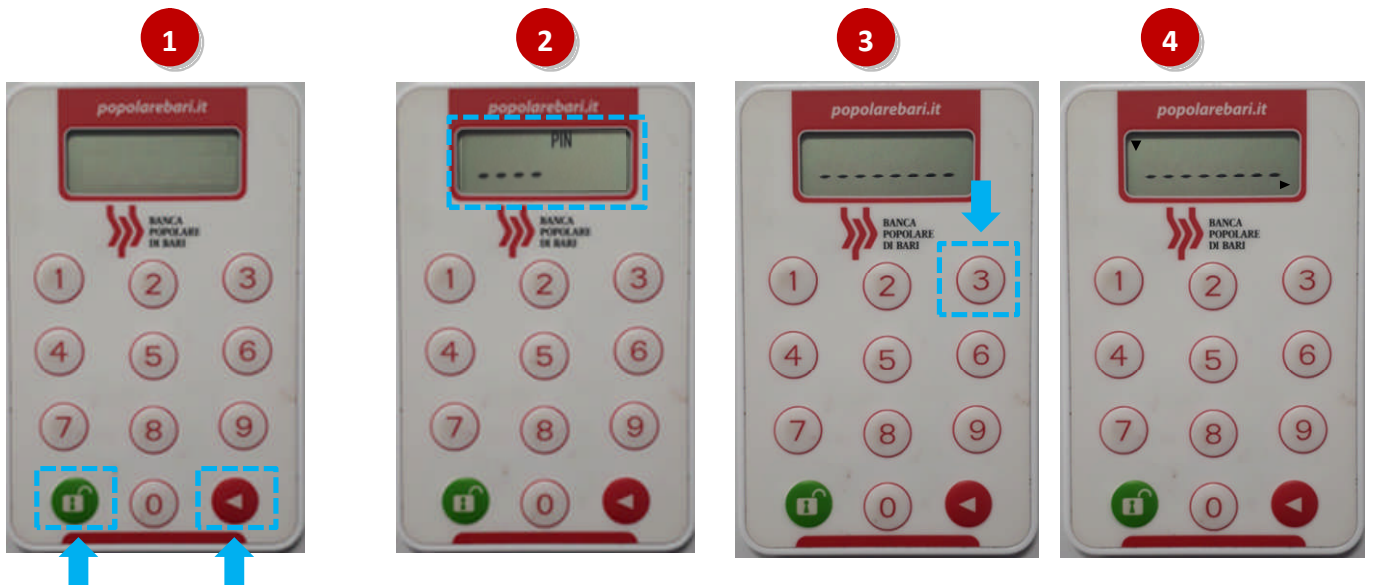 1
2
3
4
popolarebari.it
BANCA
POPOLARE
DI BARI
1 2 3
4 5 6
7 8 9
0
popolarebari.it
PIN
----
BANCA
POPOLARE
DI BARI
1 2 3
4 5 6
7 8 9
0
popolarebari.it
---------
BANCA
POPOLARE
DI BARI
1 2 3
4 5 6
7 8 9
0
popolarebari.it
---------
BANCA
POPOLARE
DI BARI
1 2 3
4 5 6
7 8 9
0